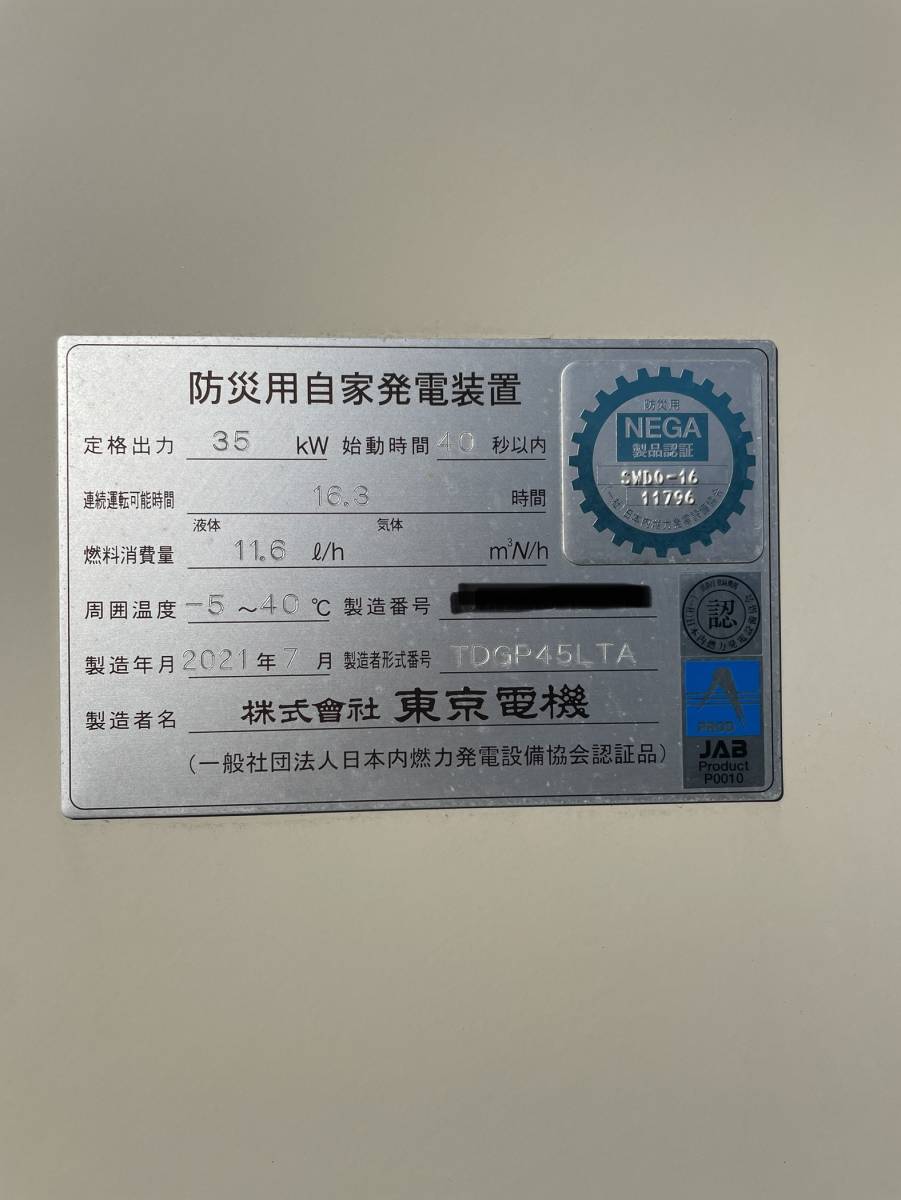 防災用自家発電装置
定格出力 35 kW 始動時間 40 秒以内
連続運転可能時間 16.3 時間
液体 気体
燃料消費量 11.6 ℓ/h m³N/h
周囲温度 -5 ~40 ℃ 製造番号
製造年月 2021年 7 月 製造者形式番号 TDGP45LTA
製造者名 株式會社 東京電機
(一般社団法人日本内燃力発電設備協会認証品)
防災用
NEGA
製品認証
SMDO-16
11796
認
PROD
JAB
Product
P0010